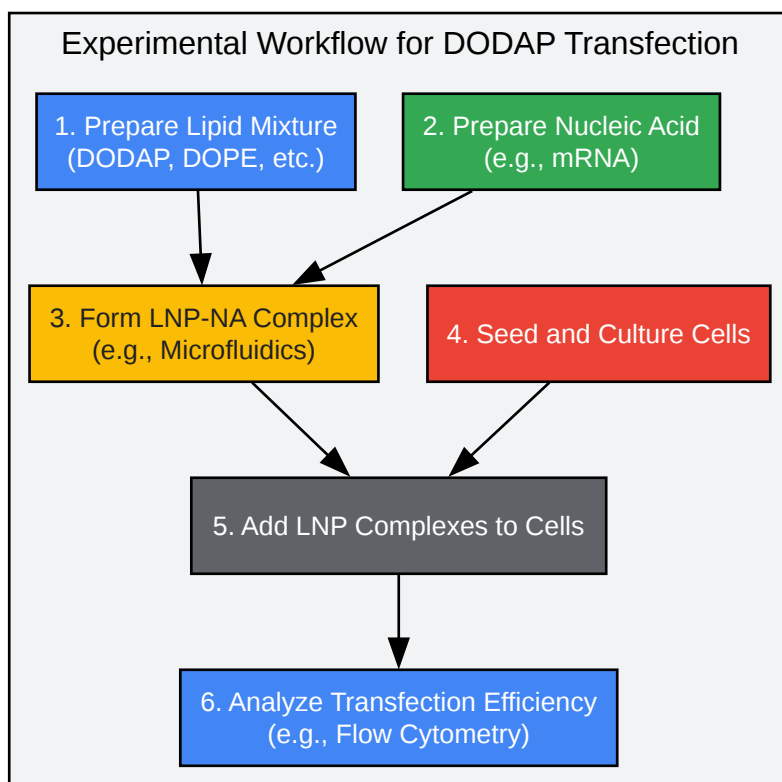 Experimental Workflow for DODAP Transfection
1. Prepare Lipid Mixture
(DODAP, DOPE, etc.)
2. Prepare Nucleic Acid
(e.g., mRNA)
3. Form LNP-NA Complex
(e.g., Microfluidics)
4. Seed and Culture Cells
5. Add LNP Complexes to Cells
6. Analyze Transfection Efficiency
(e.g., Flow Cytometry)